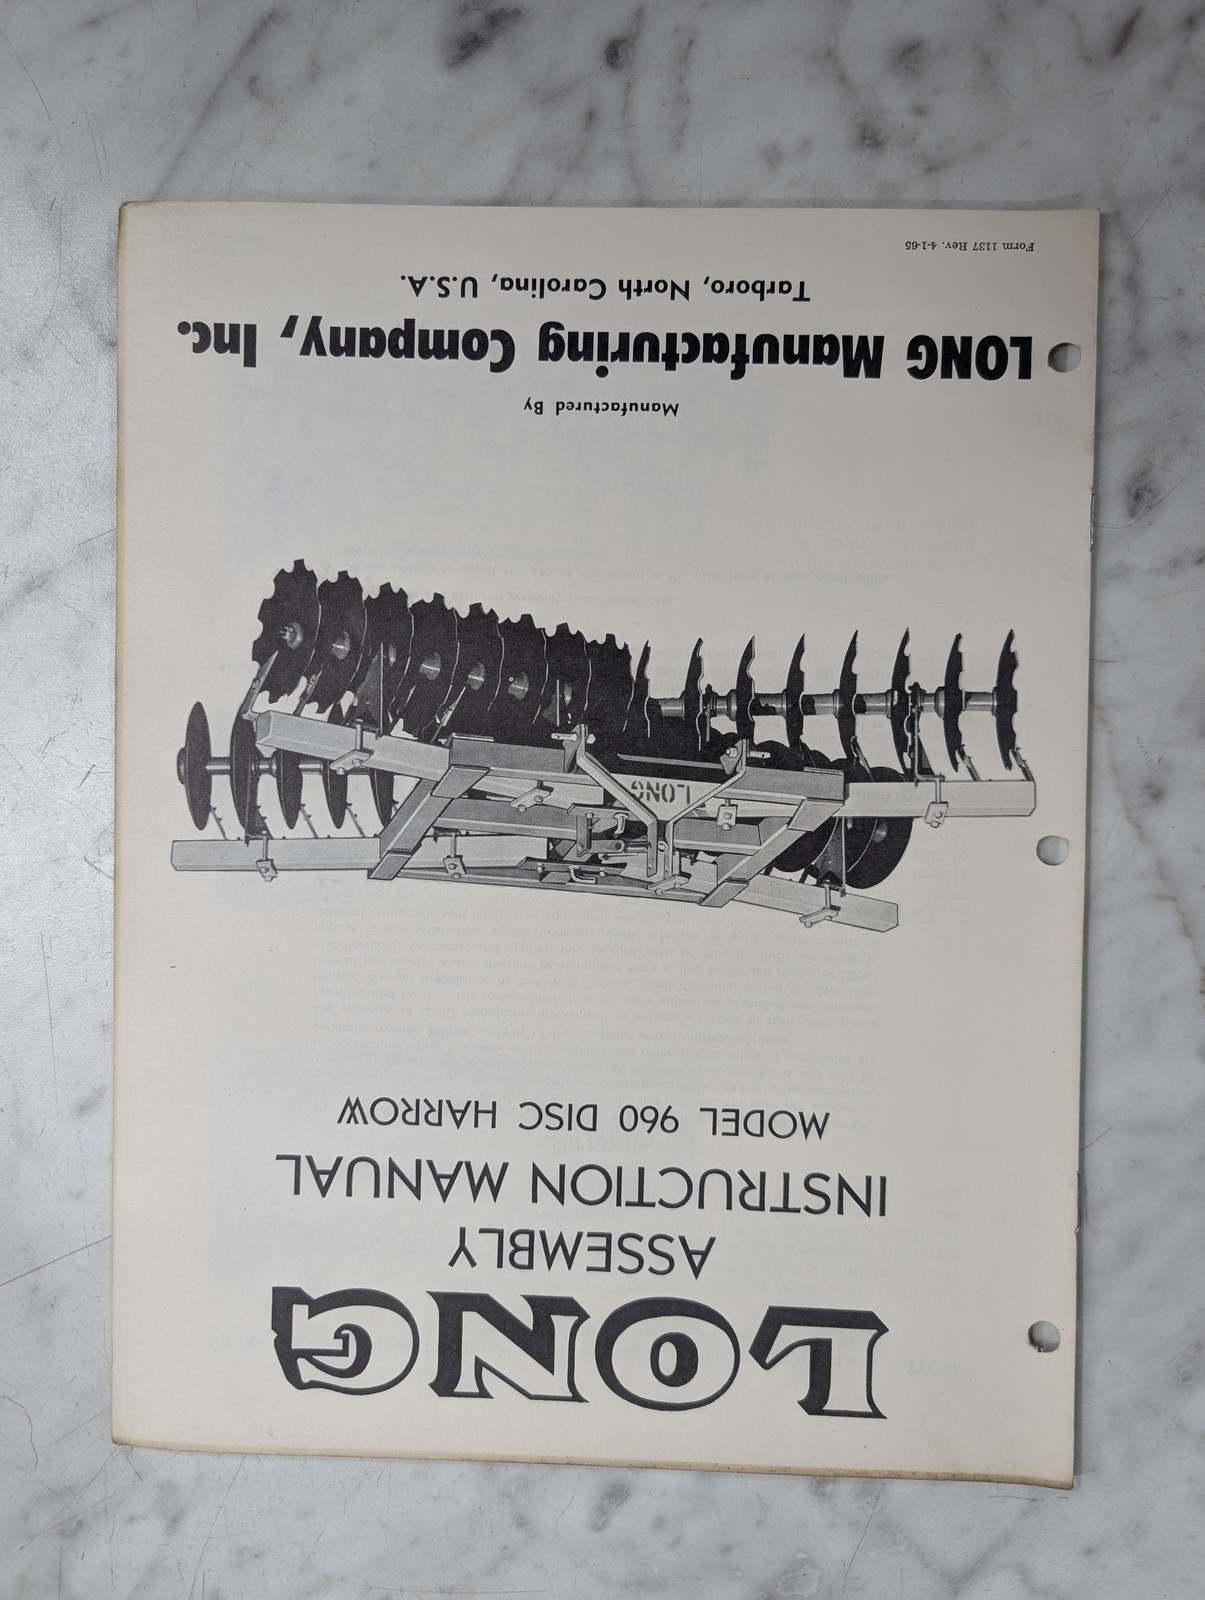 LONG
ASSEMBLY
INSTRUCTION MANUAL
MODEL 960 DISC HARROW
LONG
Manufactured By
LONG Manufacturing Company, Inc.
Tarboro, North Carolina, U.S.A.
Form 1137 Rev. 4-1-65